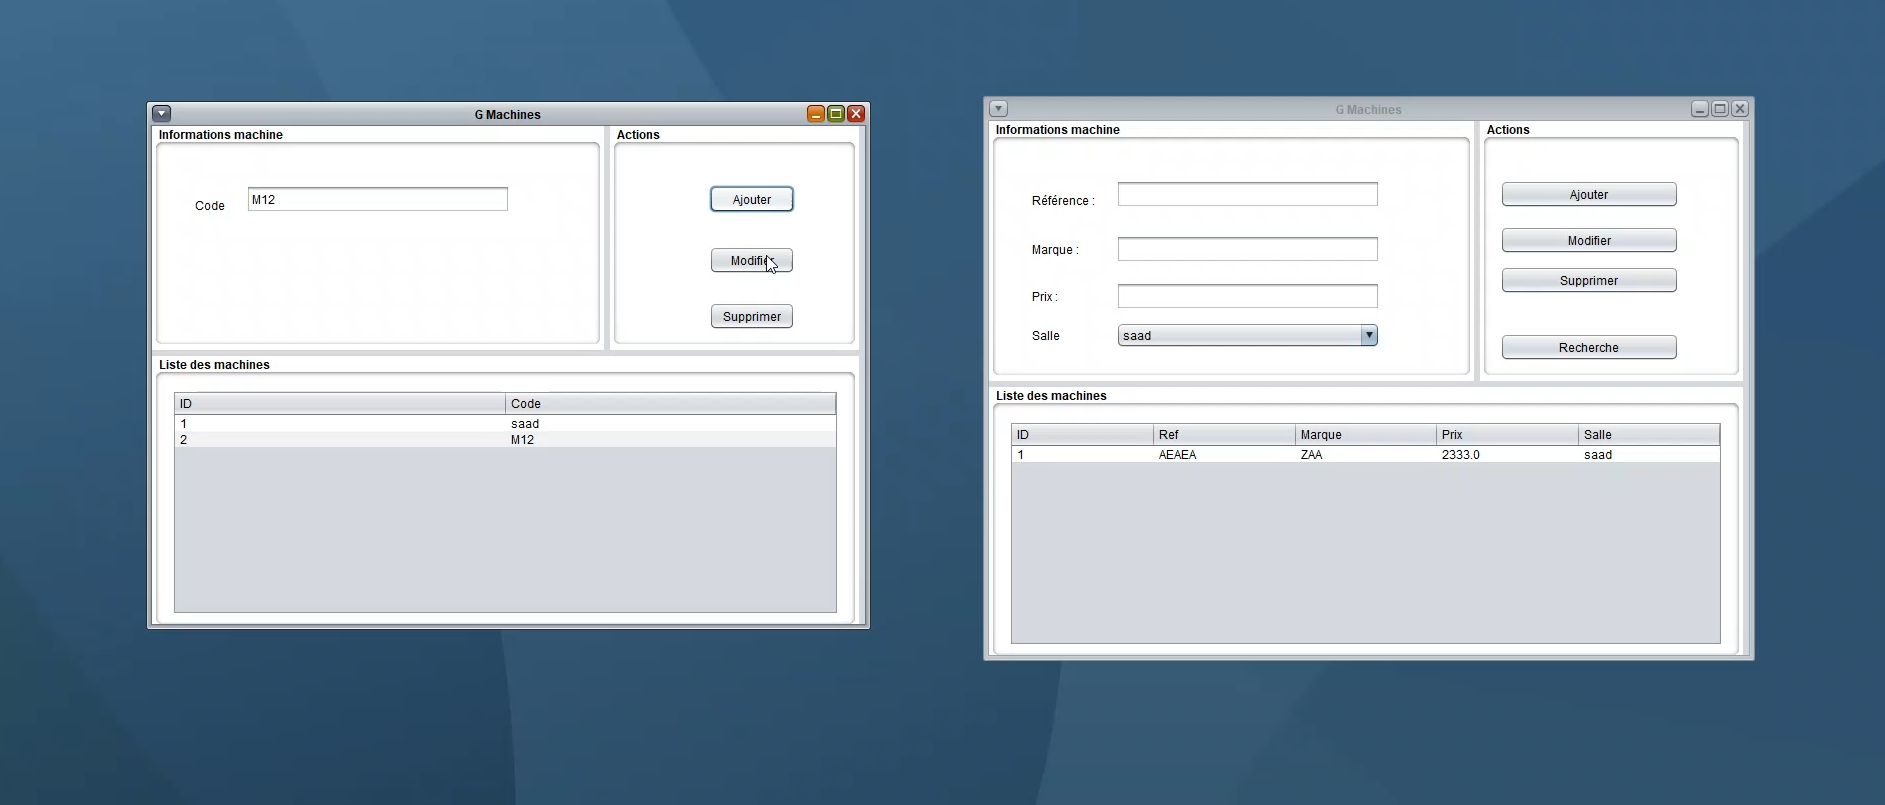 G Machines
Informations machine
Actions
Code
M12
Ajouter
Modifier
Supprimer
Liste des machines
ID Code
1 saad
2 M12
G Machines
Informations machine
Actions
Référence :
Ajouter
Marque :
Modifier
Supprimer
Prix :
Salle
saad
Recherche
Liste des machines
ID Ref Marque Prix Salle
1 AEAEA ZAA 2333.0 saad